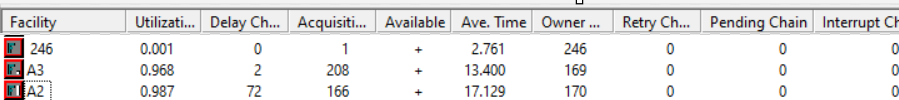 Facility Utilizati... Delay Ch... Acquisiti... Available Ave. Time Owner ... Retry Ch... Pending Chain Interrupt Ch
246 0.001 0 1 + 2.761 246 0 0 0
A3 0.968 2 208 + 13.400 169 0 0 0
A2 0.987 72 166 + 17.129 170 0 0 0